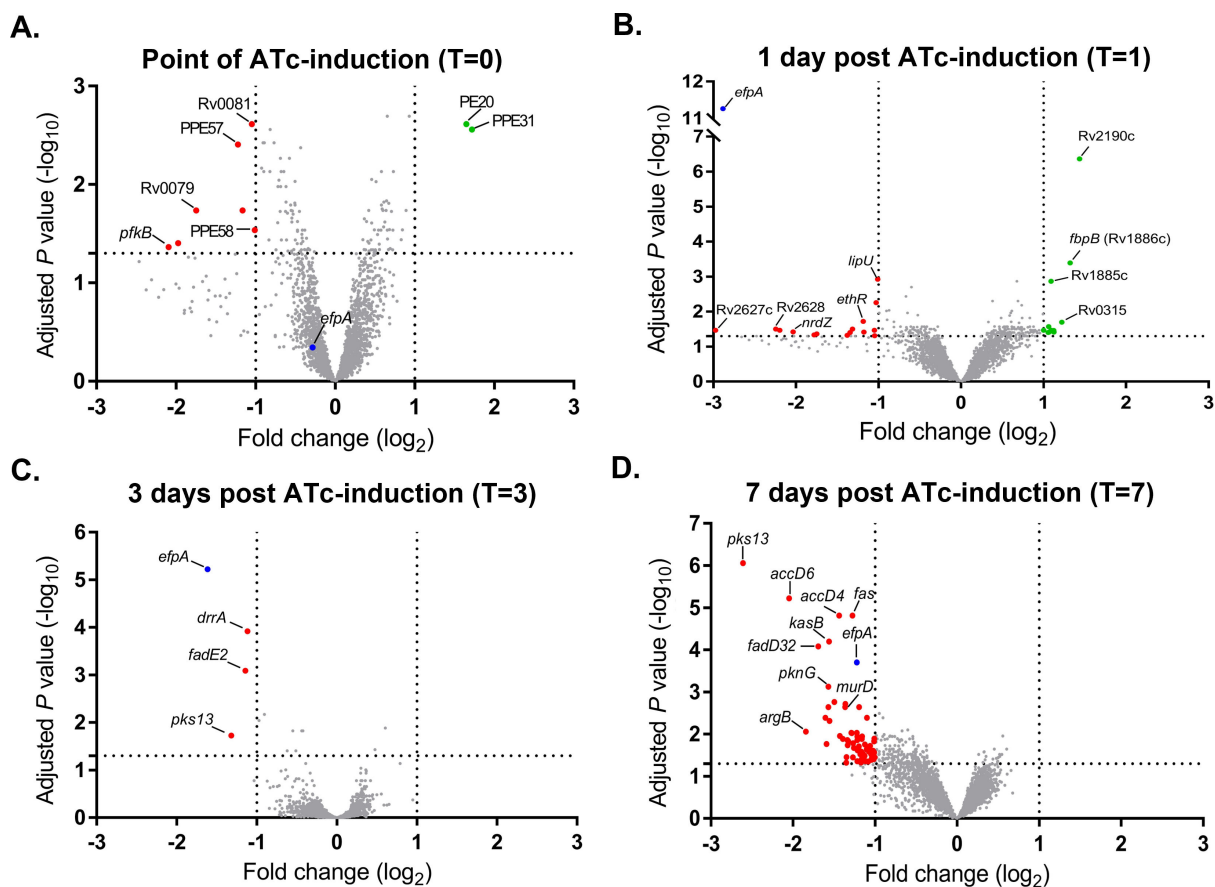 A.
Point of ATc-induction (T=0)
Adjusted P value (-log10)
3
2
1
0
Rv0081
PPE57
Rv0079
pfkB
PPE58
PE20
PPE31
efpA
-3 -2 -1 0 1 2 3
Fold change (log2)
B.
1 day post ATc-induction (T=1)
Adjusted P value (-log10)
12
11
7
6
5
4
3
2
1
0
efpA
Rv2190c
fbpB (Rv1886c)
lipU
Rv1885c
ethR
Rv2627c
Rv2628
nrdZ
Rv0315
-3 -2 -1 0 1 2 3
Fold change (log2)
C.
3 days post ATc-induction (T=3)
Adjusted P value (-log10)
6
5
4
3
2
1
0
efpA
drrA
fadE2
pks13
-3 -2 -1 0 1 2 3
Fold change (log2)
D.
7 days post ATc-induction (T=7)
Adjusted P value (-log10)
7
6
5
4
3
2
1
0
pks13
accD6
accD4
fas
kasB
efpA
fadD32
pknG
murD
argB
-3 -2 -1 0 1 2 3
Fold change (log2)